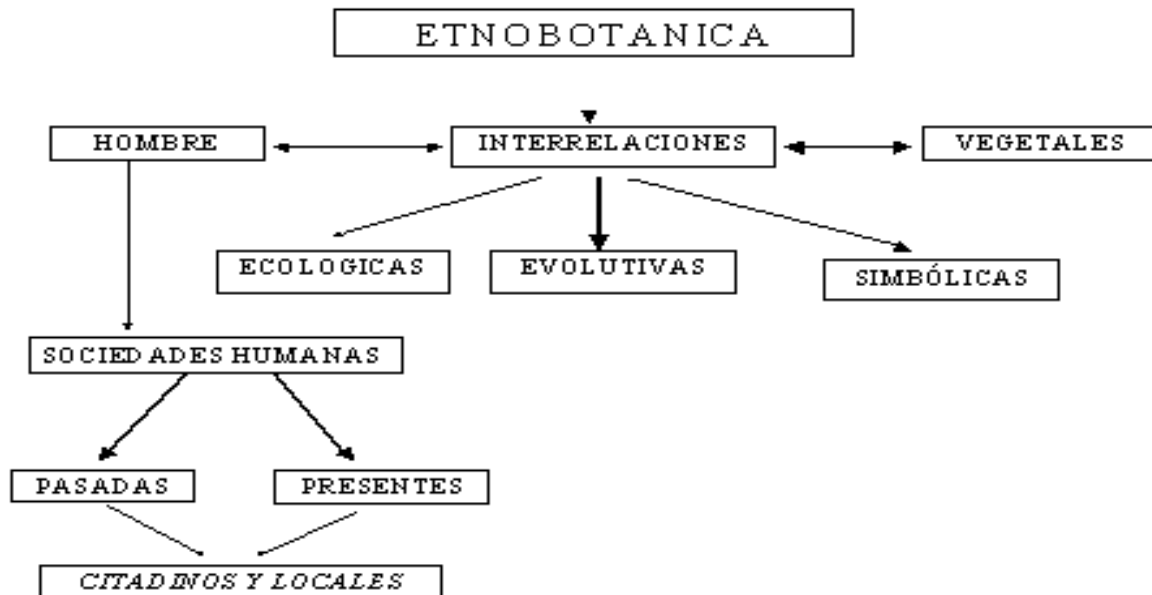 ETNOBOTANICA
HOMBRE
INTERRELACIONES
VEGETALES
ECOLOGICAS
EVOLUTIVAS
SIMBÓLICAS
SOCIEDADES HUMANAS
PASADAS
PRESENTES
CITADINOS Y LOCALES